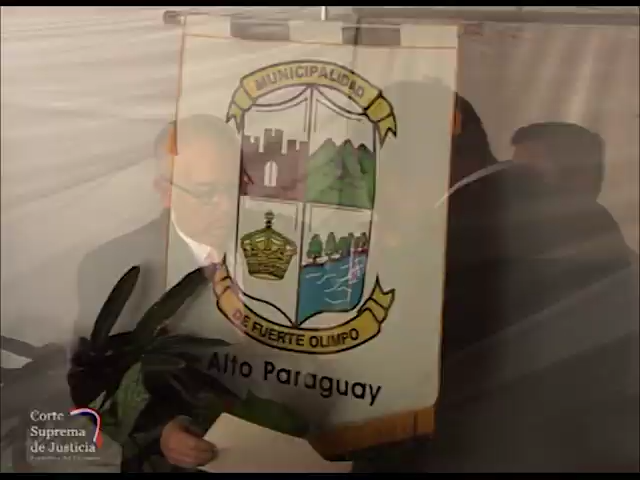 MUNICIPALIDAD
DE FUERTE OLIMPO
Alto Paraguay
Corte
Suprema
de Justicia